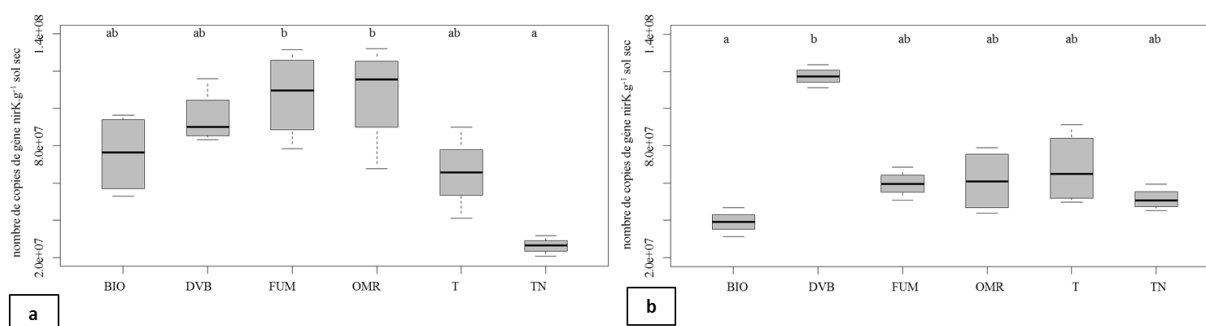 ab ab b b ab a
1.4e+08
8.0e+07
2.0e+07
nombre de copies de gène nirK.g⁻¹ sol sec
BIO DVB FUM OMR T TN
a
a b ab ab ab ab
1.4e+08
8.0e+07
2.0e+07
nombre de copies de gène nirK.g⁻¹ sol sec
BIO DVB FUM OMR T TN
b